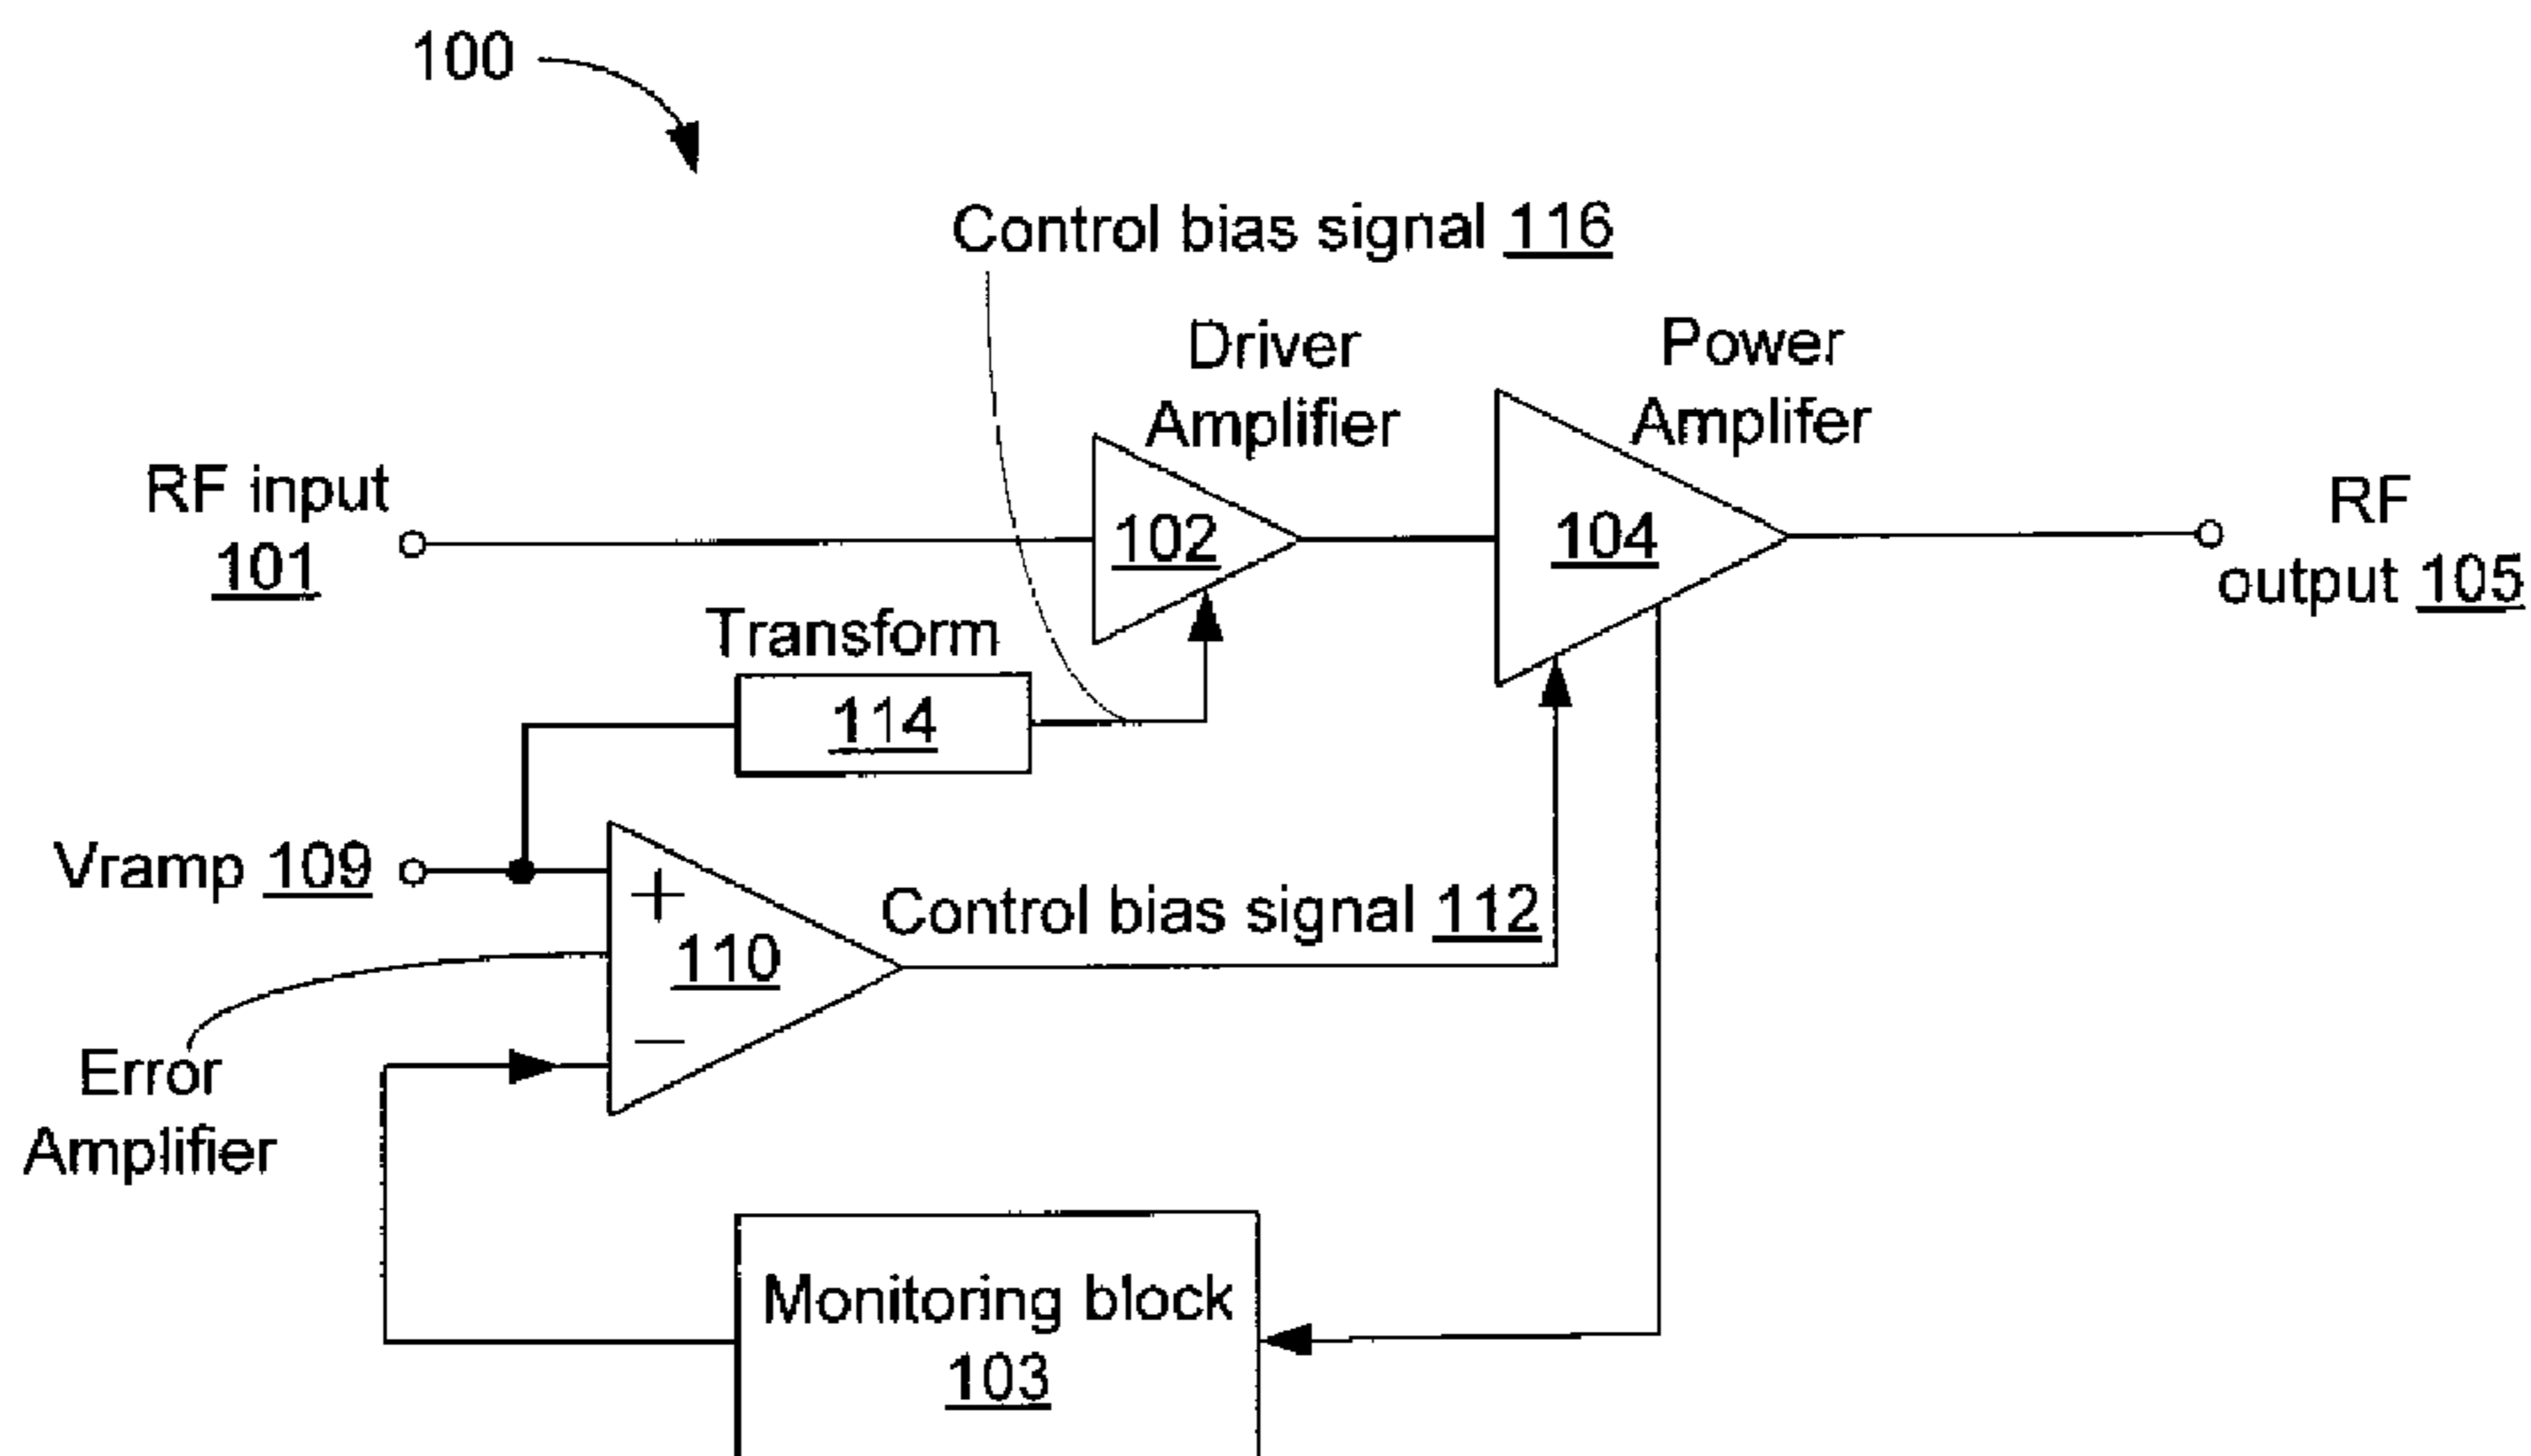 100
Control bias signal 116
Driver
Amplifier
Power
Amplifer
RF input
101
102
104
RF
output 105
Transform
114
Vramp 109
+
110
−
Control bias signal 112
Error
Amplifier
Monitoring block
103